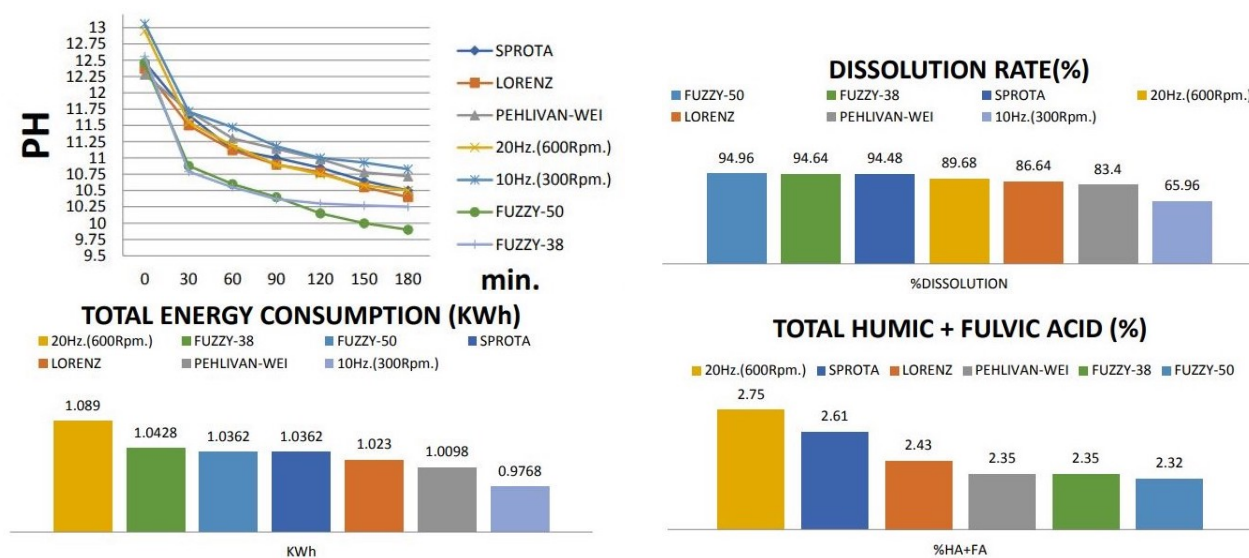 PH
13
12.75
12.5
12.25
12
11.75
11.5
11.25
11
10.75
10.5
10.25
10
9.75
9.5
0 30 60 90 120 150 180 min.
SPROTA
LORENZ
PEHLIVAN-WEI
20Hz.(600Rpm.)
10Hz.(300Rpm.)
FUZZY-50
FUZZY-38
DISSOLUTION RATE(%)
FUZZY-50 FUZZY-38 SPROTA 20Hz.(600Rpm.)
LORENZ PEHLIVAN-WEI 10Hz.(300Rpm.)
94.96 94.64 94.48 89.68 86.64 83.4 65.96
%DISSOLUTION
TOTAL ENERGY CONSUMPTION (KWh)
20Hz.(600Rpm.) FUZZY-38 FUZZY-50 SPROTA
LORENZ PEHLIVAN-WEI 10Hz.(300Rpm.)
1.089 1.0428 1.0362 1.0362 1.023 1.0098 0.9768
KWh
TOTAL HUMIC + FULVIC ACID (%)
20Hz.(600Rpm.) SPROTA LORENZ PEHLIVAN-WEI FUZZY-38 FUZZY-50
2.75 2.61 2.43 2.35 2.35 2.32
%HA+FA